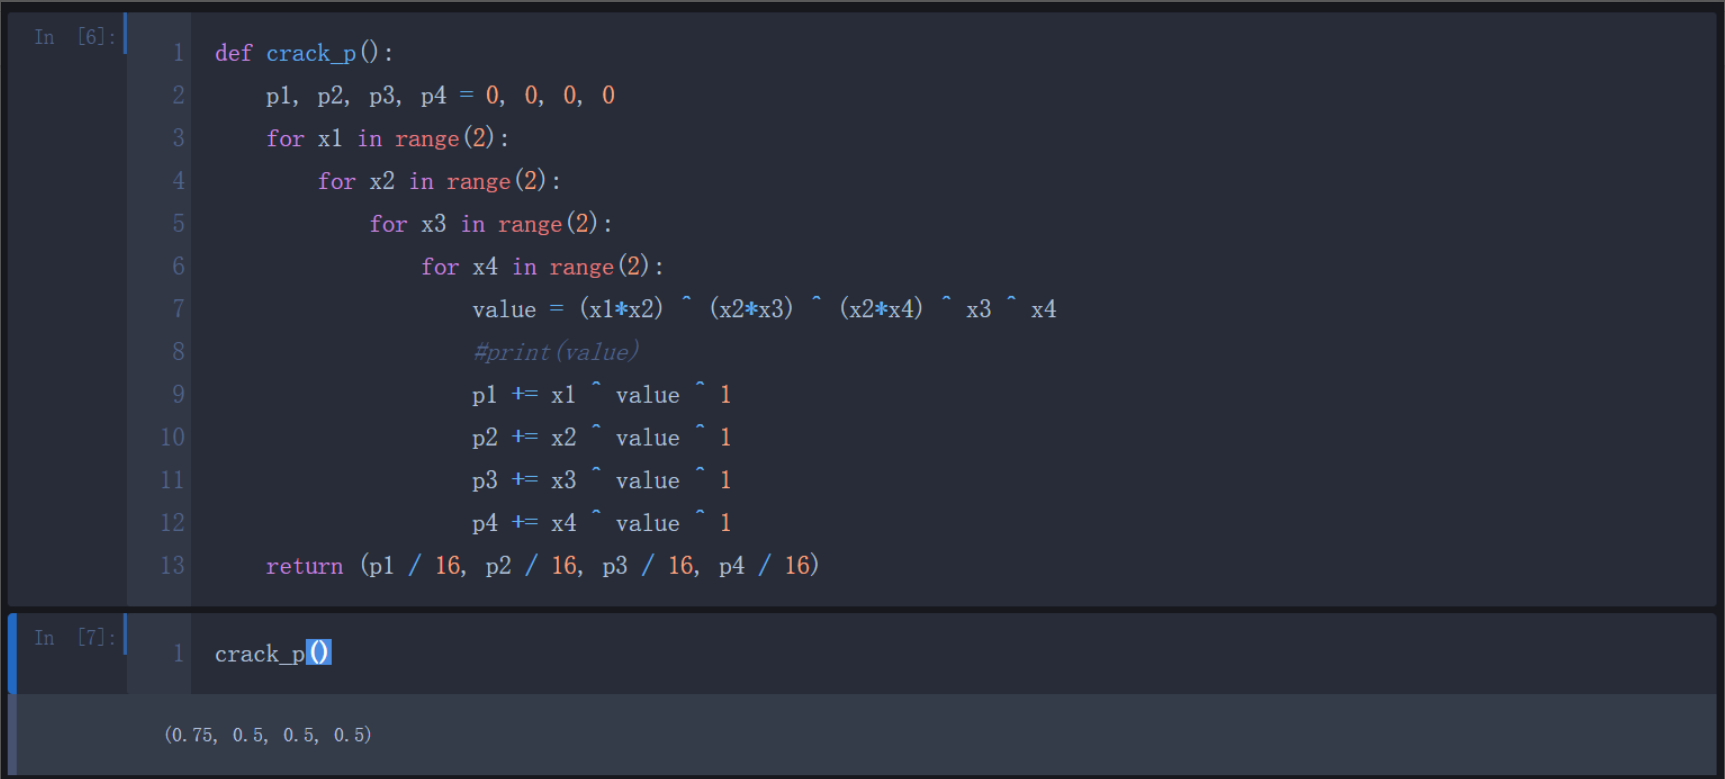 In [6]:
1 def crack_p():
2     p1, p2, p3, p4 = 0, 0, 0, 0
3     for x1 in range(2):
4         for x2 in range(2):
5             for x3 in range(2):
6                 for x4 in range(2):
7                     value = (x1*x2) ^ (x2*x3) ^ (x2*x4) ^ x3 ^ x4
8                     #print(value)
9                     p1 += x1 ^ value ^ 1
10                     p2 += x2 ^ value ^ 1
11                     p3 += x3 ^ value ^ 1
12                     p4 += x4 ^ value ^ 1
13     return (p1 / 16, p2 / 16, p3 / 16, p4 / 16)
In [7]:
1 crack_p()
(0.75, 0.5, 0.5, 0.5)